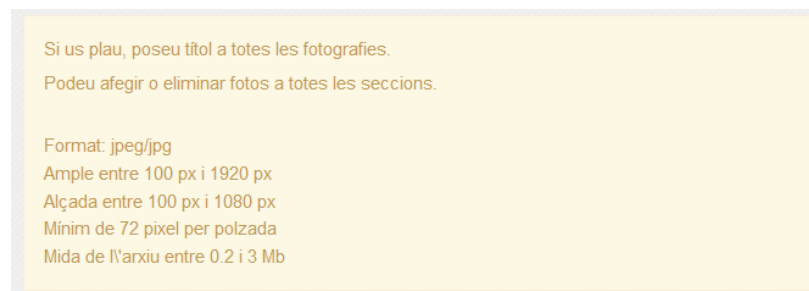 Si us plau, poseu títol a totes les fotografies.
Podeu afegir o eliminar fotos a totes les seccions.
Format: jpeg/jpg
Ample entre 100 px i 1920 px
Alçada entre 100 px i 1080 px
Mínim de 72 pixel per polzada
Mida de l\'arxiu entre 0.2 i 3 Mb